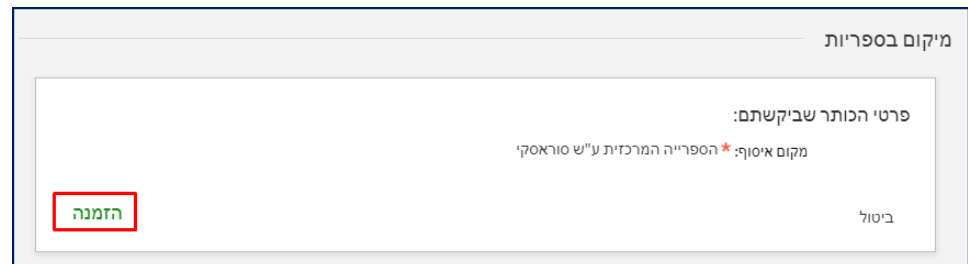 מיקום בספריות
פרטי הכותר שביקשתם:
מקום איסוף: * הספרייה המרכזית ע"ש סוראסקי
ביטול
הזמנה